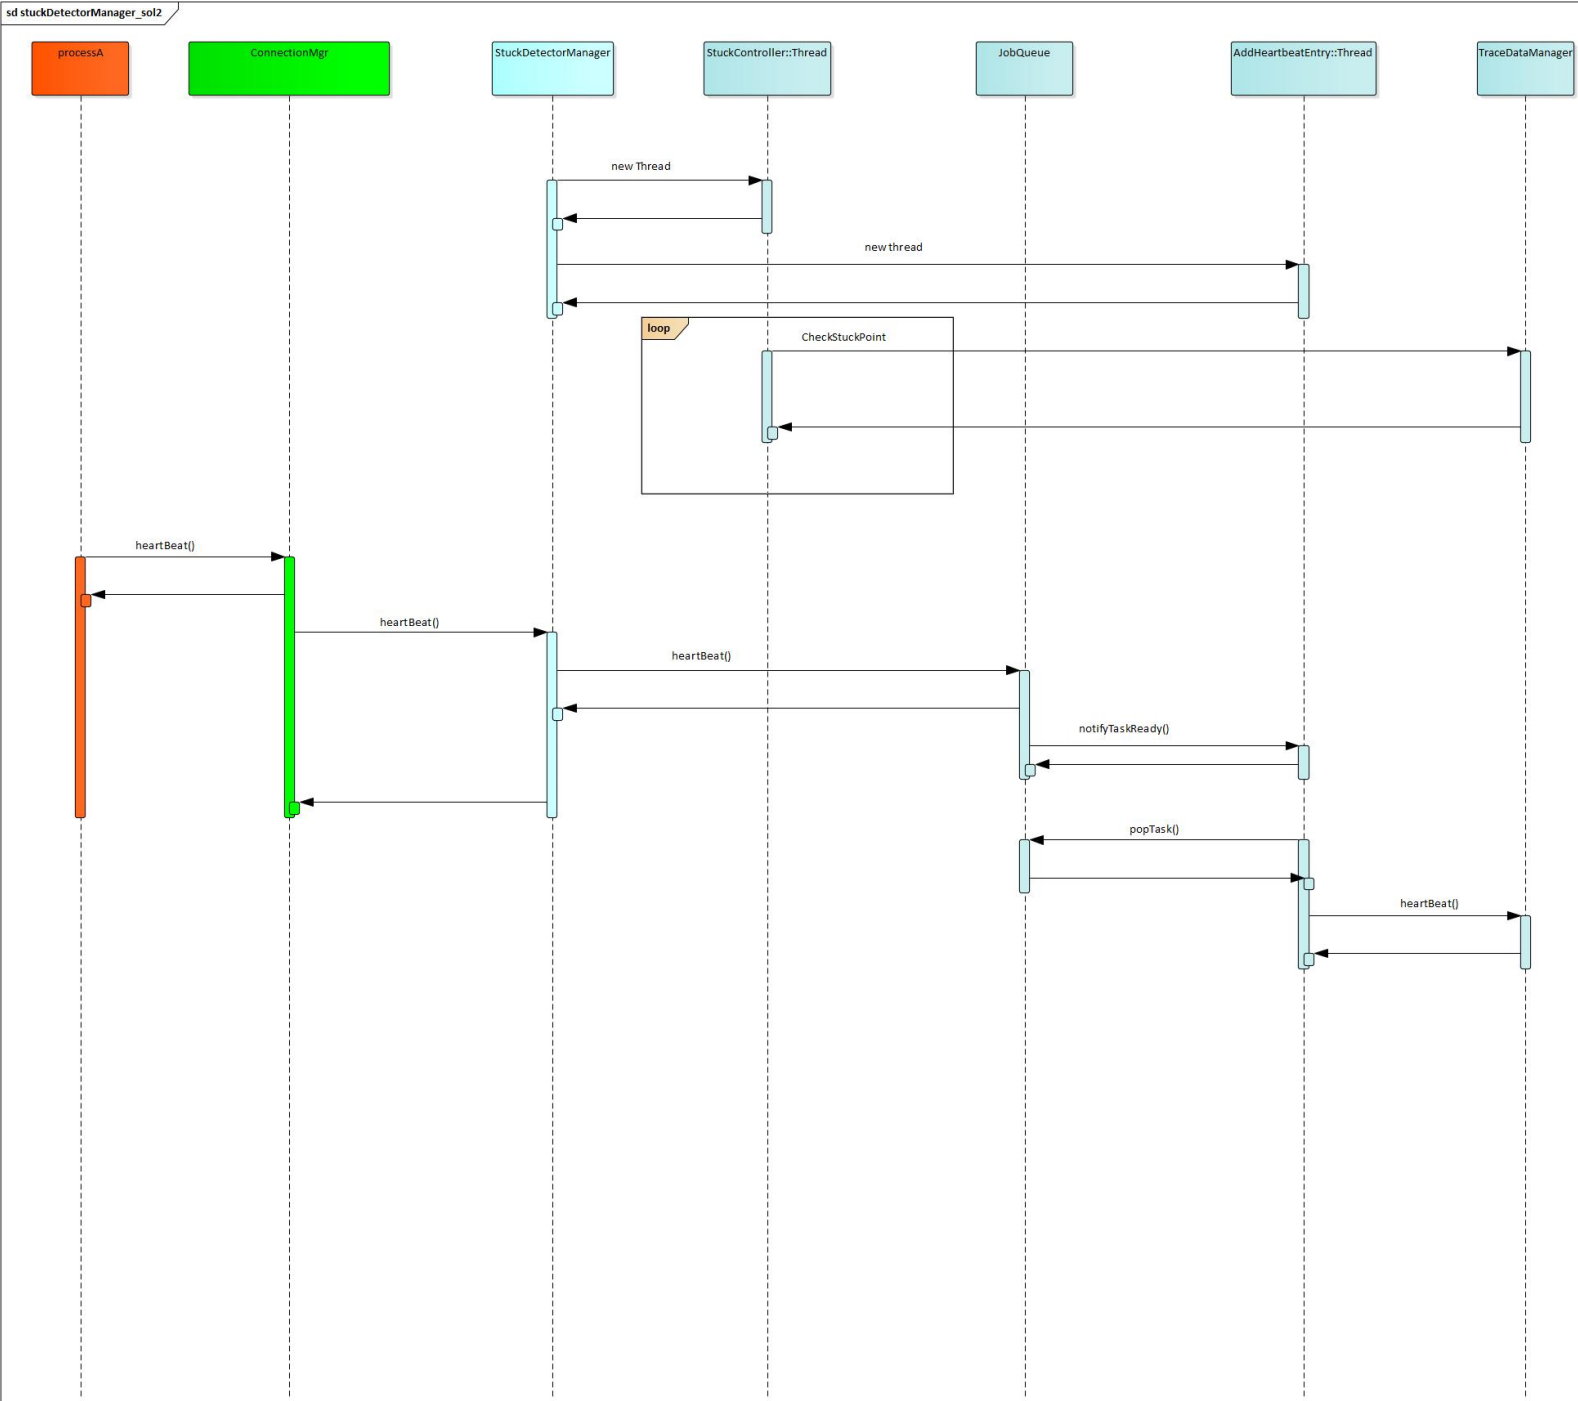 sd stuckDetectorManager_sol2
processA
ConnectionMgr
StuckDetectorManager
StuckController::Thread
JobQueue
AddHeartbeatEntry::Thread
TraceDataManager
new Thread
new thread
loop
CheckStuckPoint
heartBeat()
heartBeat()
heartBeat()
notifyTaskReady()
popTask()
heartBeat()